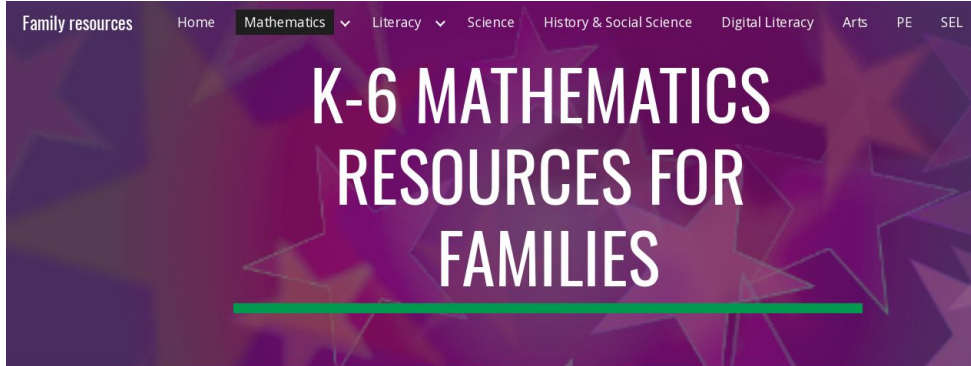 Family resources Home Mathematics Literacy Science History & Social Science Digital Literacy Arts PE SEL
K-6 MATHEMATICS
RESOURCES FOR
FAMILIES